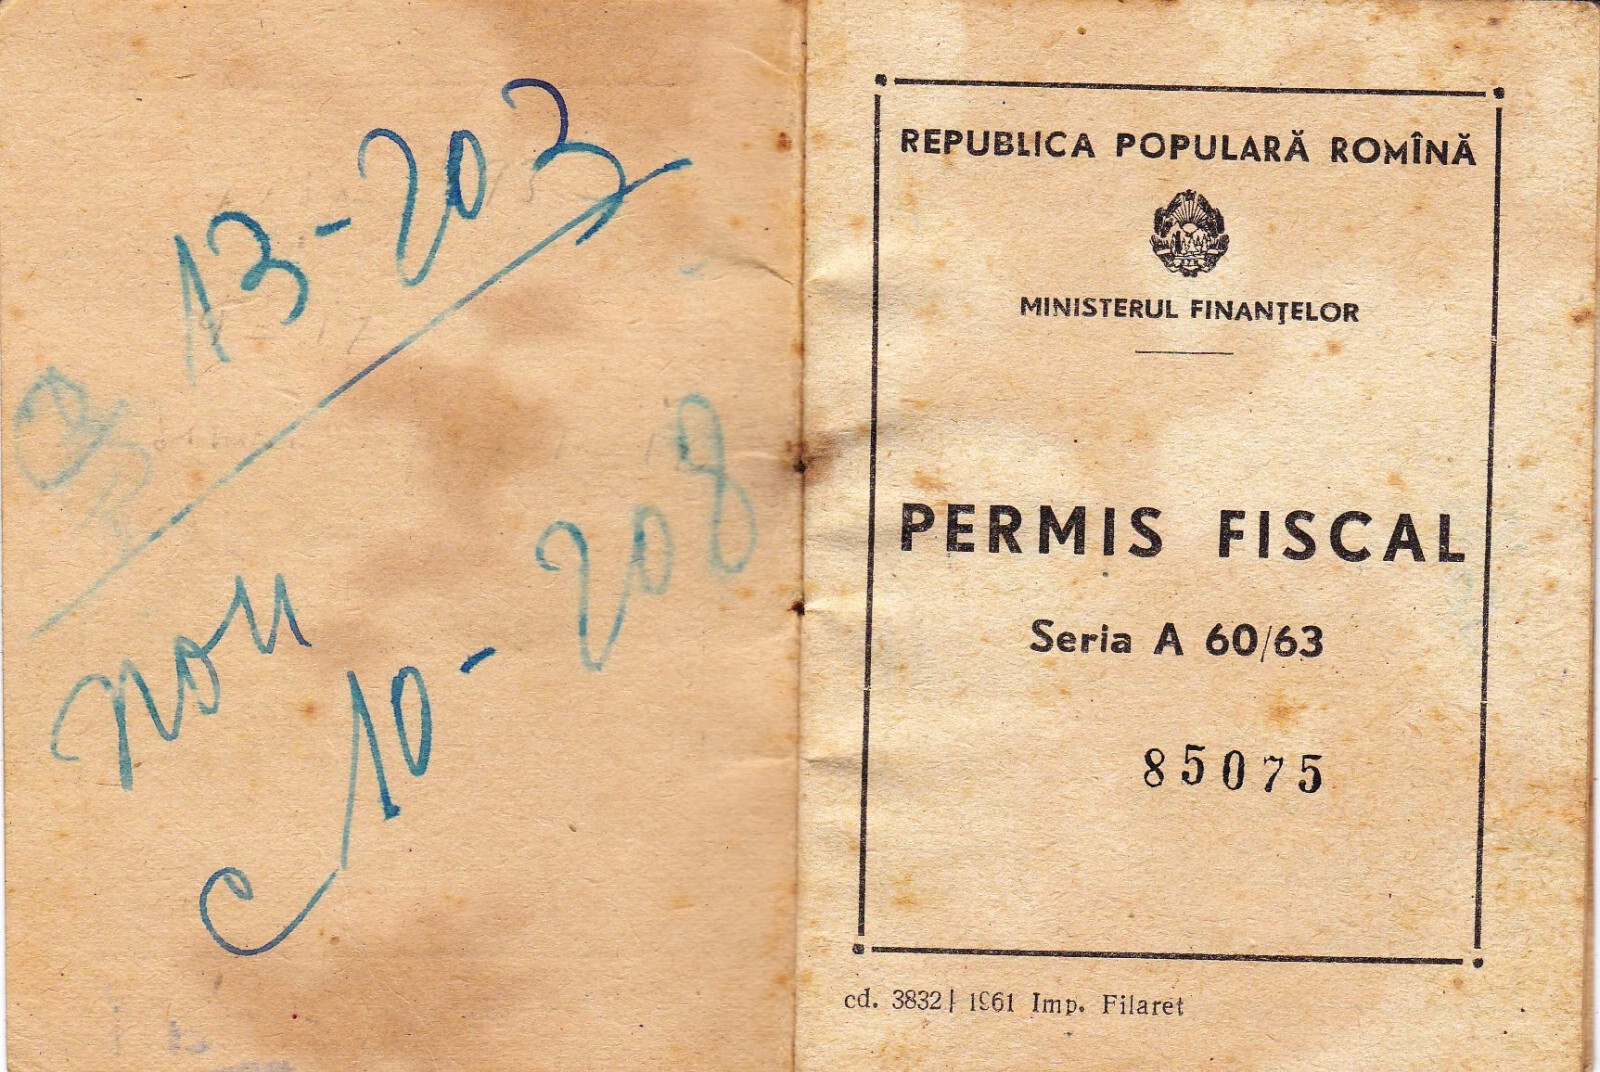 13-203
nou
10-208
REPUBLICA POPULARĂ ROMÎNĂ
MINISTERUL FINANŢELOR
PERMIS FISCAL
Seria A 60/63
85075
cd. 3832 | 1961 Imp. Filaret